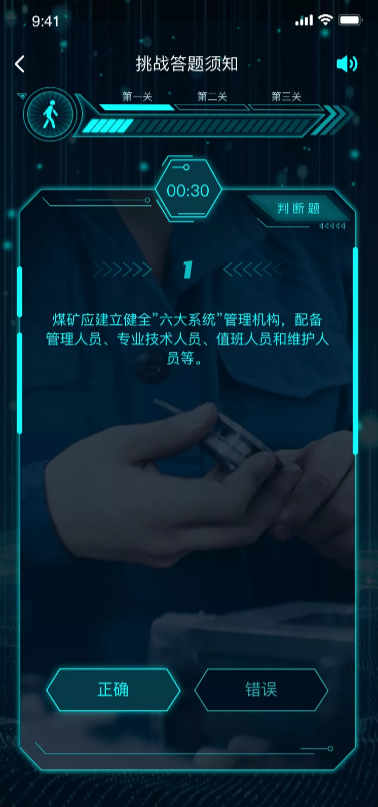 9:41
挑战答题须知
第一关 第二关 第三关
00:30
判断题
1
煤矿应建立健全”六大系统”管理机构，配备
管理人员、专业技术人员、值班人员和维护人
员等。
正确 错误